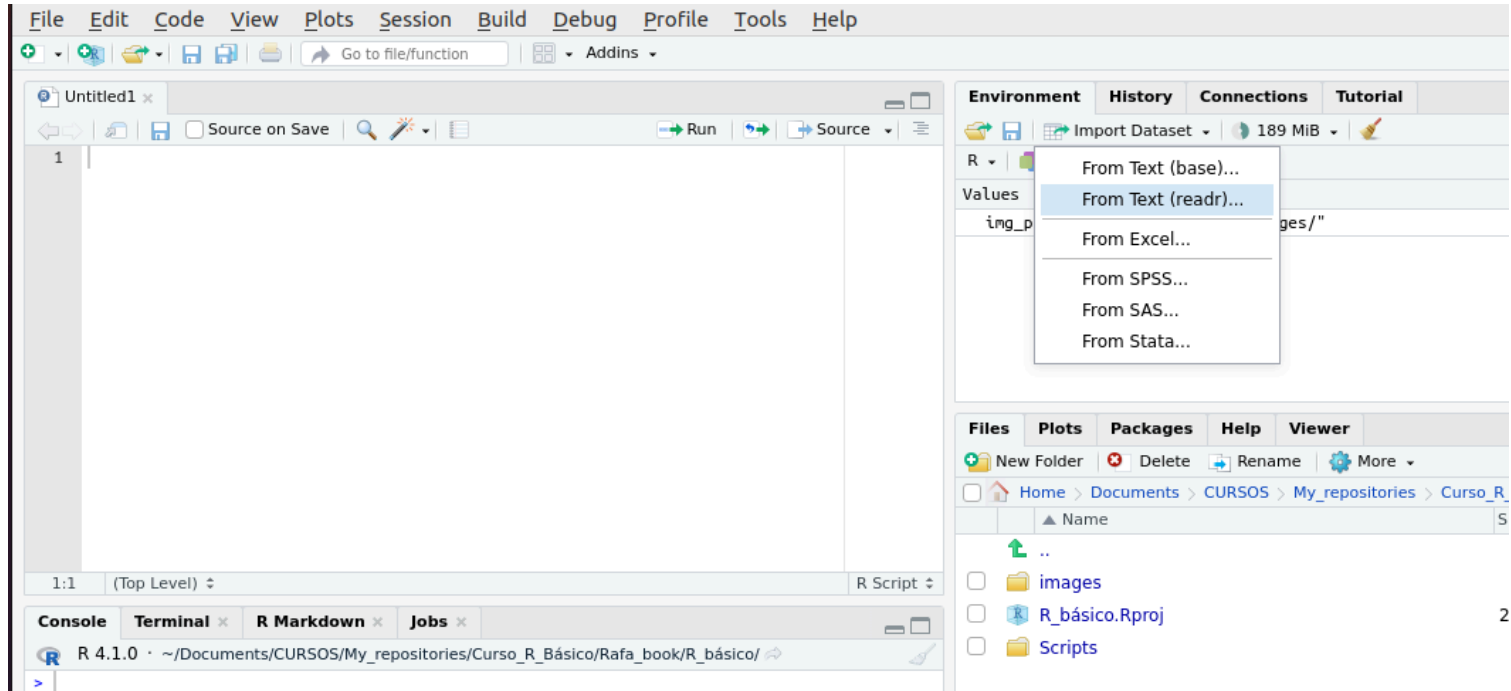 File Edit Code View Plots Session Build Debug Profile Tools Help
Go to file/function Addins
Untitled1
Source on Save Run Source
1
1:1 (Top Level) R Script
Console Terminal R Markdown Jobs
R 4.1.0 · ~/Documents/CURSOS/My_repositories/Curso_R_Básico/Rafa_book/R_básico/
>
Environment History Connections Tutorial
Import Dataset 189 MiB
R
From Text (base)...
Values
From Text (readr)...
img_p ges/"
From Excel...
From SPSS...
From SAS...
From Stata...
Files Plots Packages Help Viewer
New Folder Delete Rename More
Home > Documents > CURSOS > My_repositories > Curso_R_
Name S
..
images
R_básico.Rproj 2
Scripts